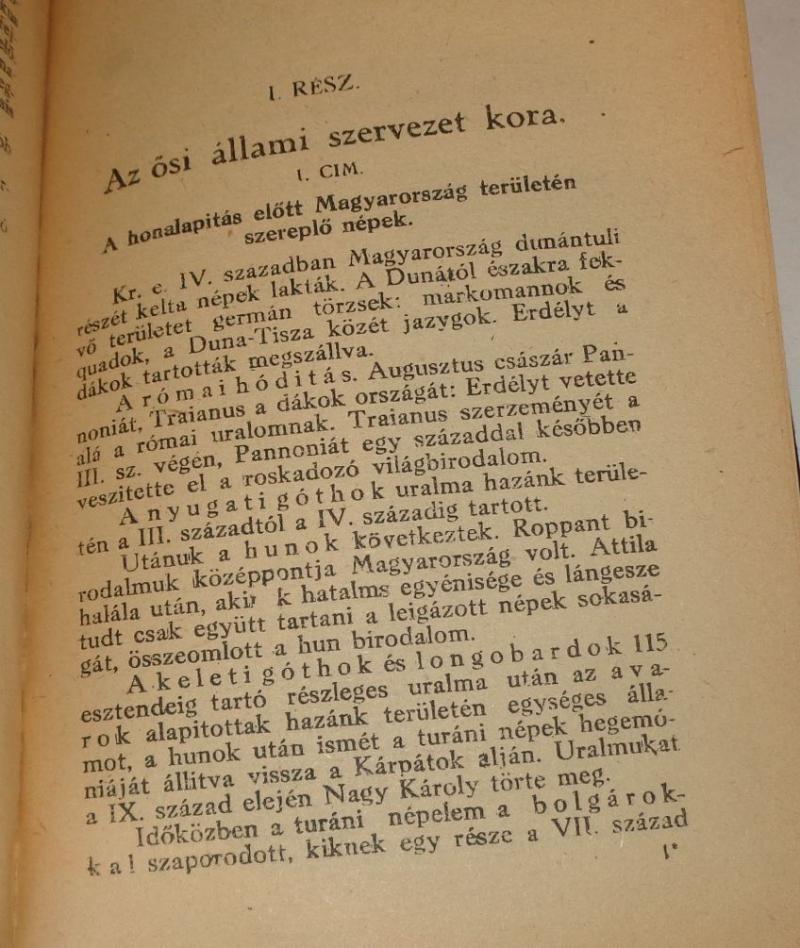 I. RÉSZ.
Az ősi állami szervezet kora.
I. CIM.
A honalapitás előtt Magyarország területén
szereplő népek.
Kr. e. IV. században Magyarország dunántuli
részét kelta népek lakták. A Dunától északra fek-
vő területet germán törzsek: markomannok és
quadok, a Duna-Tisza közét jazygok. Erdélyt a
dákok tartották megszállva.
A római hóditás. Augusztus császár Pan-
noniát, Traianus a dákok országát: Erdélyt vetette
alá a római uralomnak. Traianus szerzeményét a
III. sz. végén, Pannoniát egy századdal későbben
veszitette el a roskadozó világbirodalom.
A nyugati góthok uralma hazánk terüle-
tén a III. századtól a IV. századig tartott.
Utánuk a hunok következtek. Roppant bi-
rodalmuk középpontja Magyarország volt. Attila
halála után, aki k hatalms egyénisége és lángesze
tudt csak együtt tartani a leigázott népek sokasá-
gát, összeomlott a hun birodalom.
A keleti góthok és longobardok 115
esztendeig tartó részleges uralma után az ava-
rok alapitottak hazánk területén egységes álla-
mot, a hunok után ismét a turáni népek hegemó-
niáját állitva vissza a Kárpátok alján. Uralmukat
a IX. század elején Nagy Károly törte meg.
Időközben a turáni népelem a bolgárok-
kal szaporodott, kiknek egy része a VII. század
1*